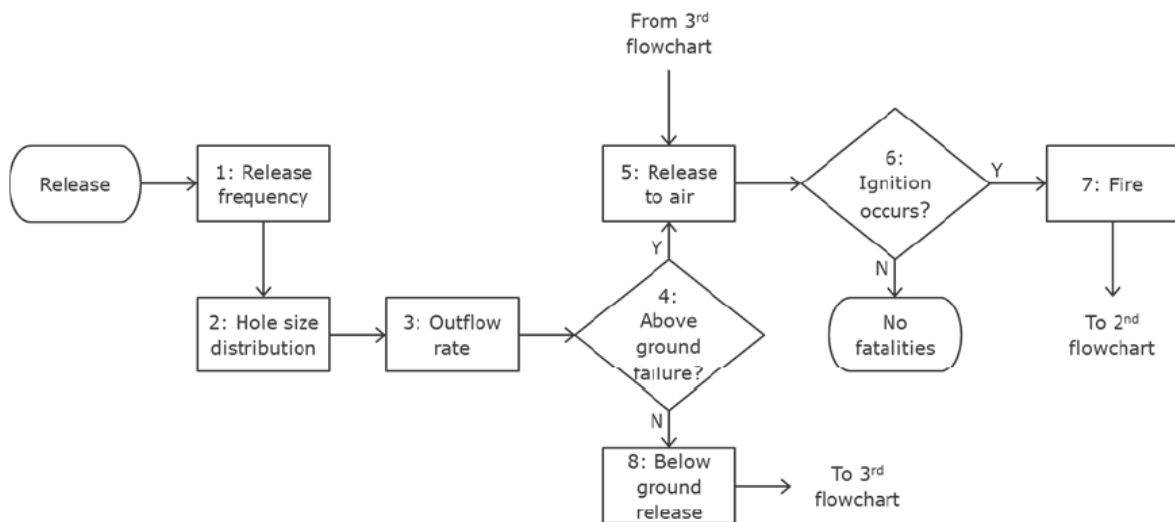 From 3rd
flowchart
Release
1: Release
frequency
5: Release
to air
6:
Ignition
occurs?
Y
7: Fire
Y
N
2: Hole size
distribution
3: Outflow
rate
4:
Above
ground
failure?
No
fatalities
To 2nd
flowchart
N
8: Below
ground
release
To 3rd
flowchart